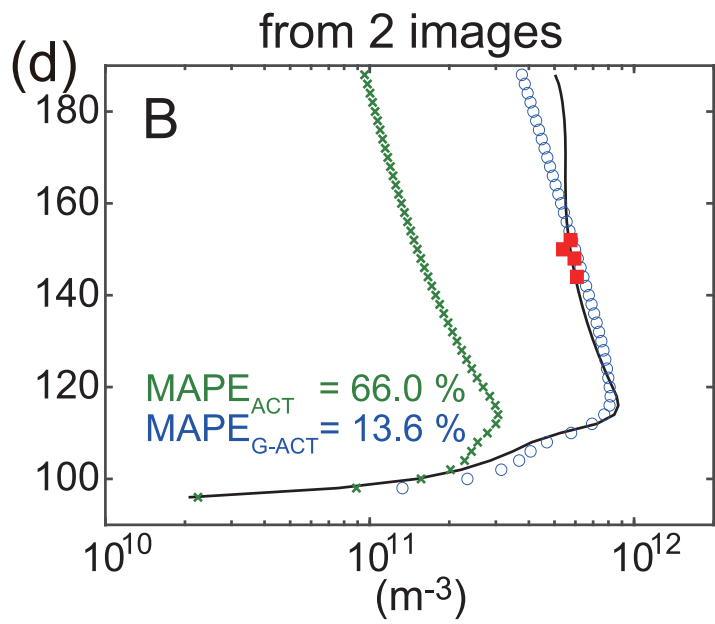 from 2 images
(d)
B
180
160
140
120
100
MAPE_ACT = 66.0 %
MAPE_G-ACT = 13.6 %
10^10 10^11 10^12
(m^-3)